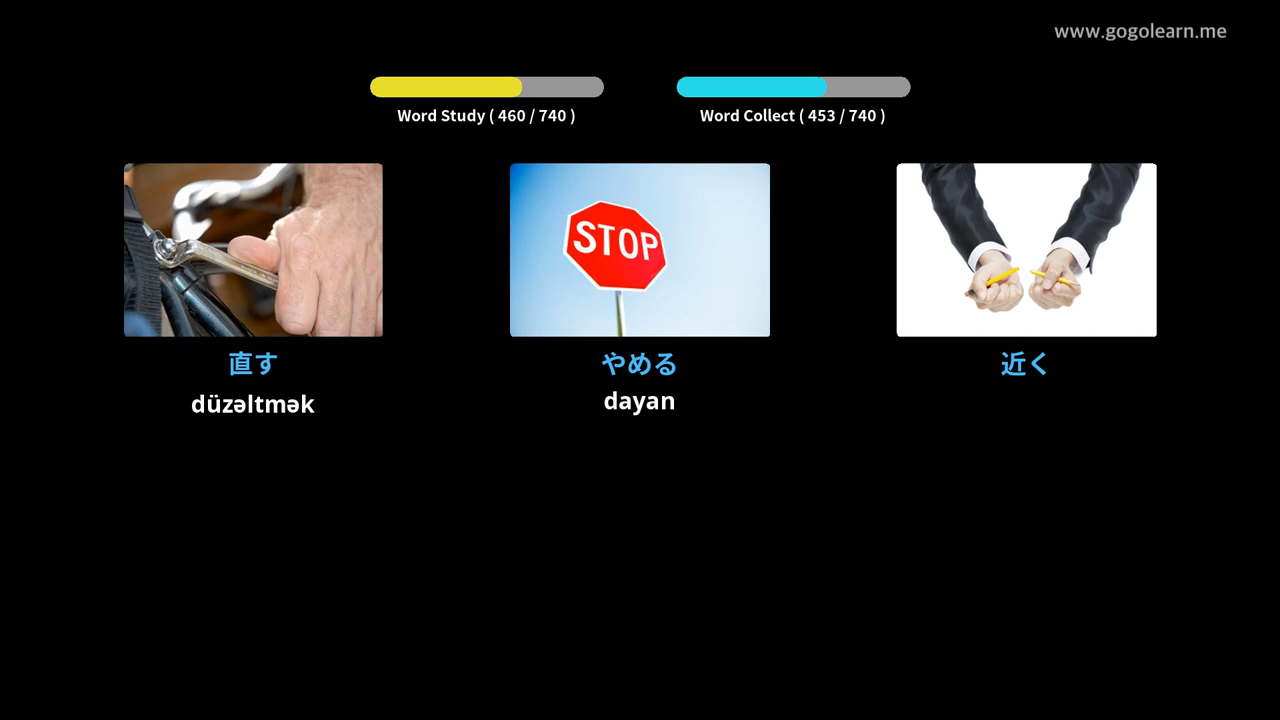 www.gogolearn.me
Word Study ( 460 / 740 )
Word Collect ( 453 / 740 )
STOP
直す
やめる
近く
düzəltmək
dayan